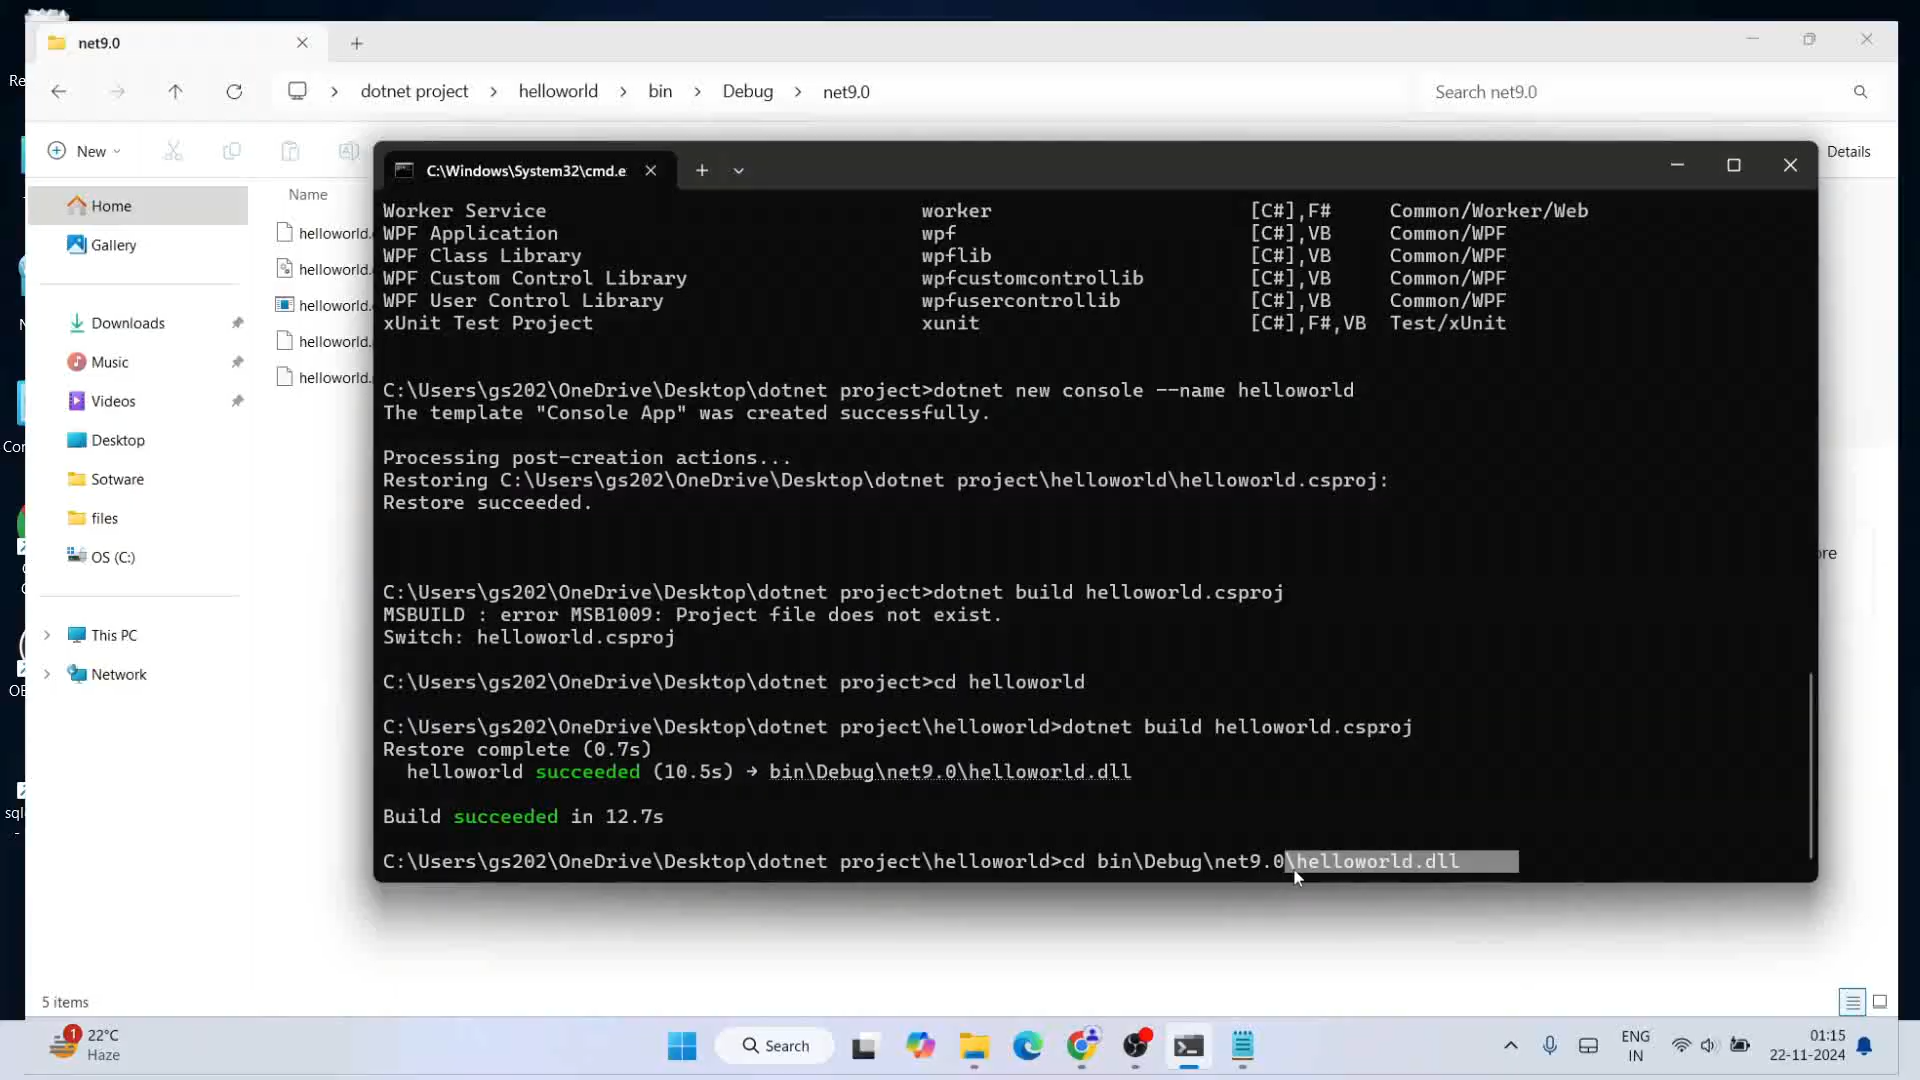 net9.0
dotnet project > helloworld > bin > Debug > net9.0
Search net9.0
New
Details
Home
Gallery
Downloads
Music
Videos
Desktop
Sotware
files
OS (C:)
This PC
Network
Name
helloworld.
helloworld.
helloworld.
helloworld.
helloworld.
C:\Windows\System32\cmd.e
Worker Service worker [C#],F# Common/Worker/Web
WPF Application wpf [C#],VB Common/WPF
WPF Class Library wpflib [C#],VB Common/WPF
WPF Custom Control Library wpfcustomcontrollib [C#],VB Common/WPF
WPF User Control Library wpfusercontrollib [C#],VB Common/WPF
xUnit Test Project xunit [C#],F#,VB Test/xUnit
C:\Users\gs202\OneDrive\Desktop\dotnet project>dotnet new console --name helloworld
The template "Console App" was created successfully.
Processing post-creation actions...
Restoring C:\Users\gs202\OneDrive\Desktop\dotnet project\helloworld\helloworld.csproj:
Restore succeeded.
C:\Users\gs202\OneDrive\Desktop\dotnet project>dotnet build helloworld.csproj
MSBUILD : error MSB1009: Project file does not exist.
Switch: helloworld.csproj
C:\Users\gs202\OneDrive\Desktop\dotnet project>cd helloworld
C:\Users\gs202\OneDrive\Desktop\dotnet project\helloworld>dotnet build helloworld.csproj
Restore complete (0.7s)
helloworld succeeded (10.5s) → bin\Debug\net9.0\helloworld.dll
Build succeeded in 12.7s
C:\Users\gs202\OneDrive\Desktop\dotnet project\helloworld>cd bin\Debug\net9.0\helloworld.dll
5 items
1
22°C
Haze
Search
ENG
IN
01:15
22-11-2024